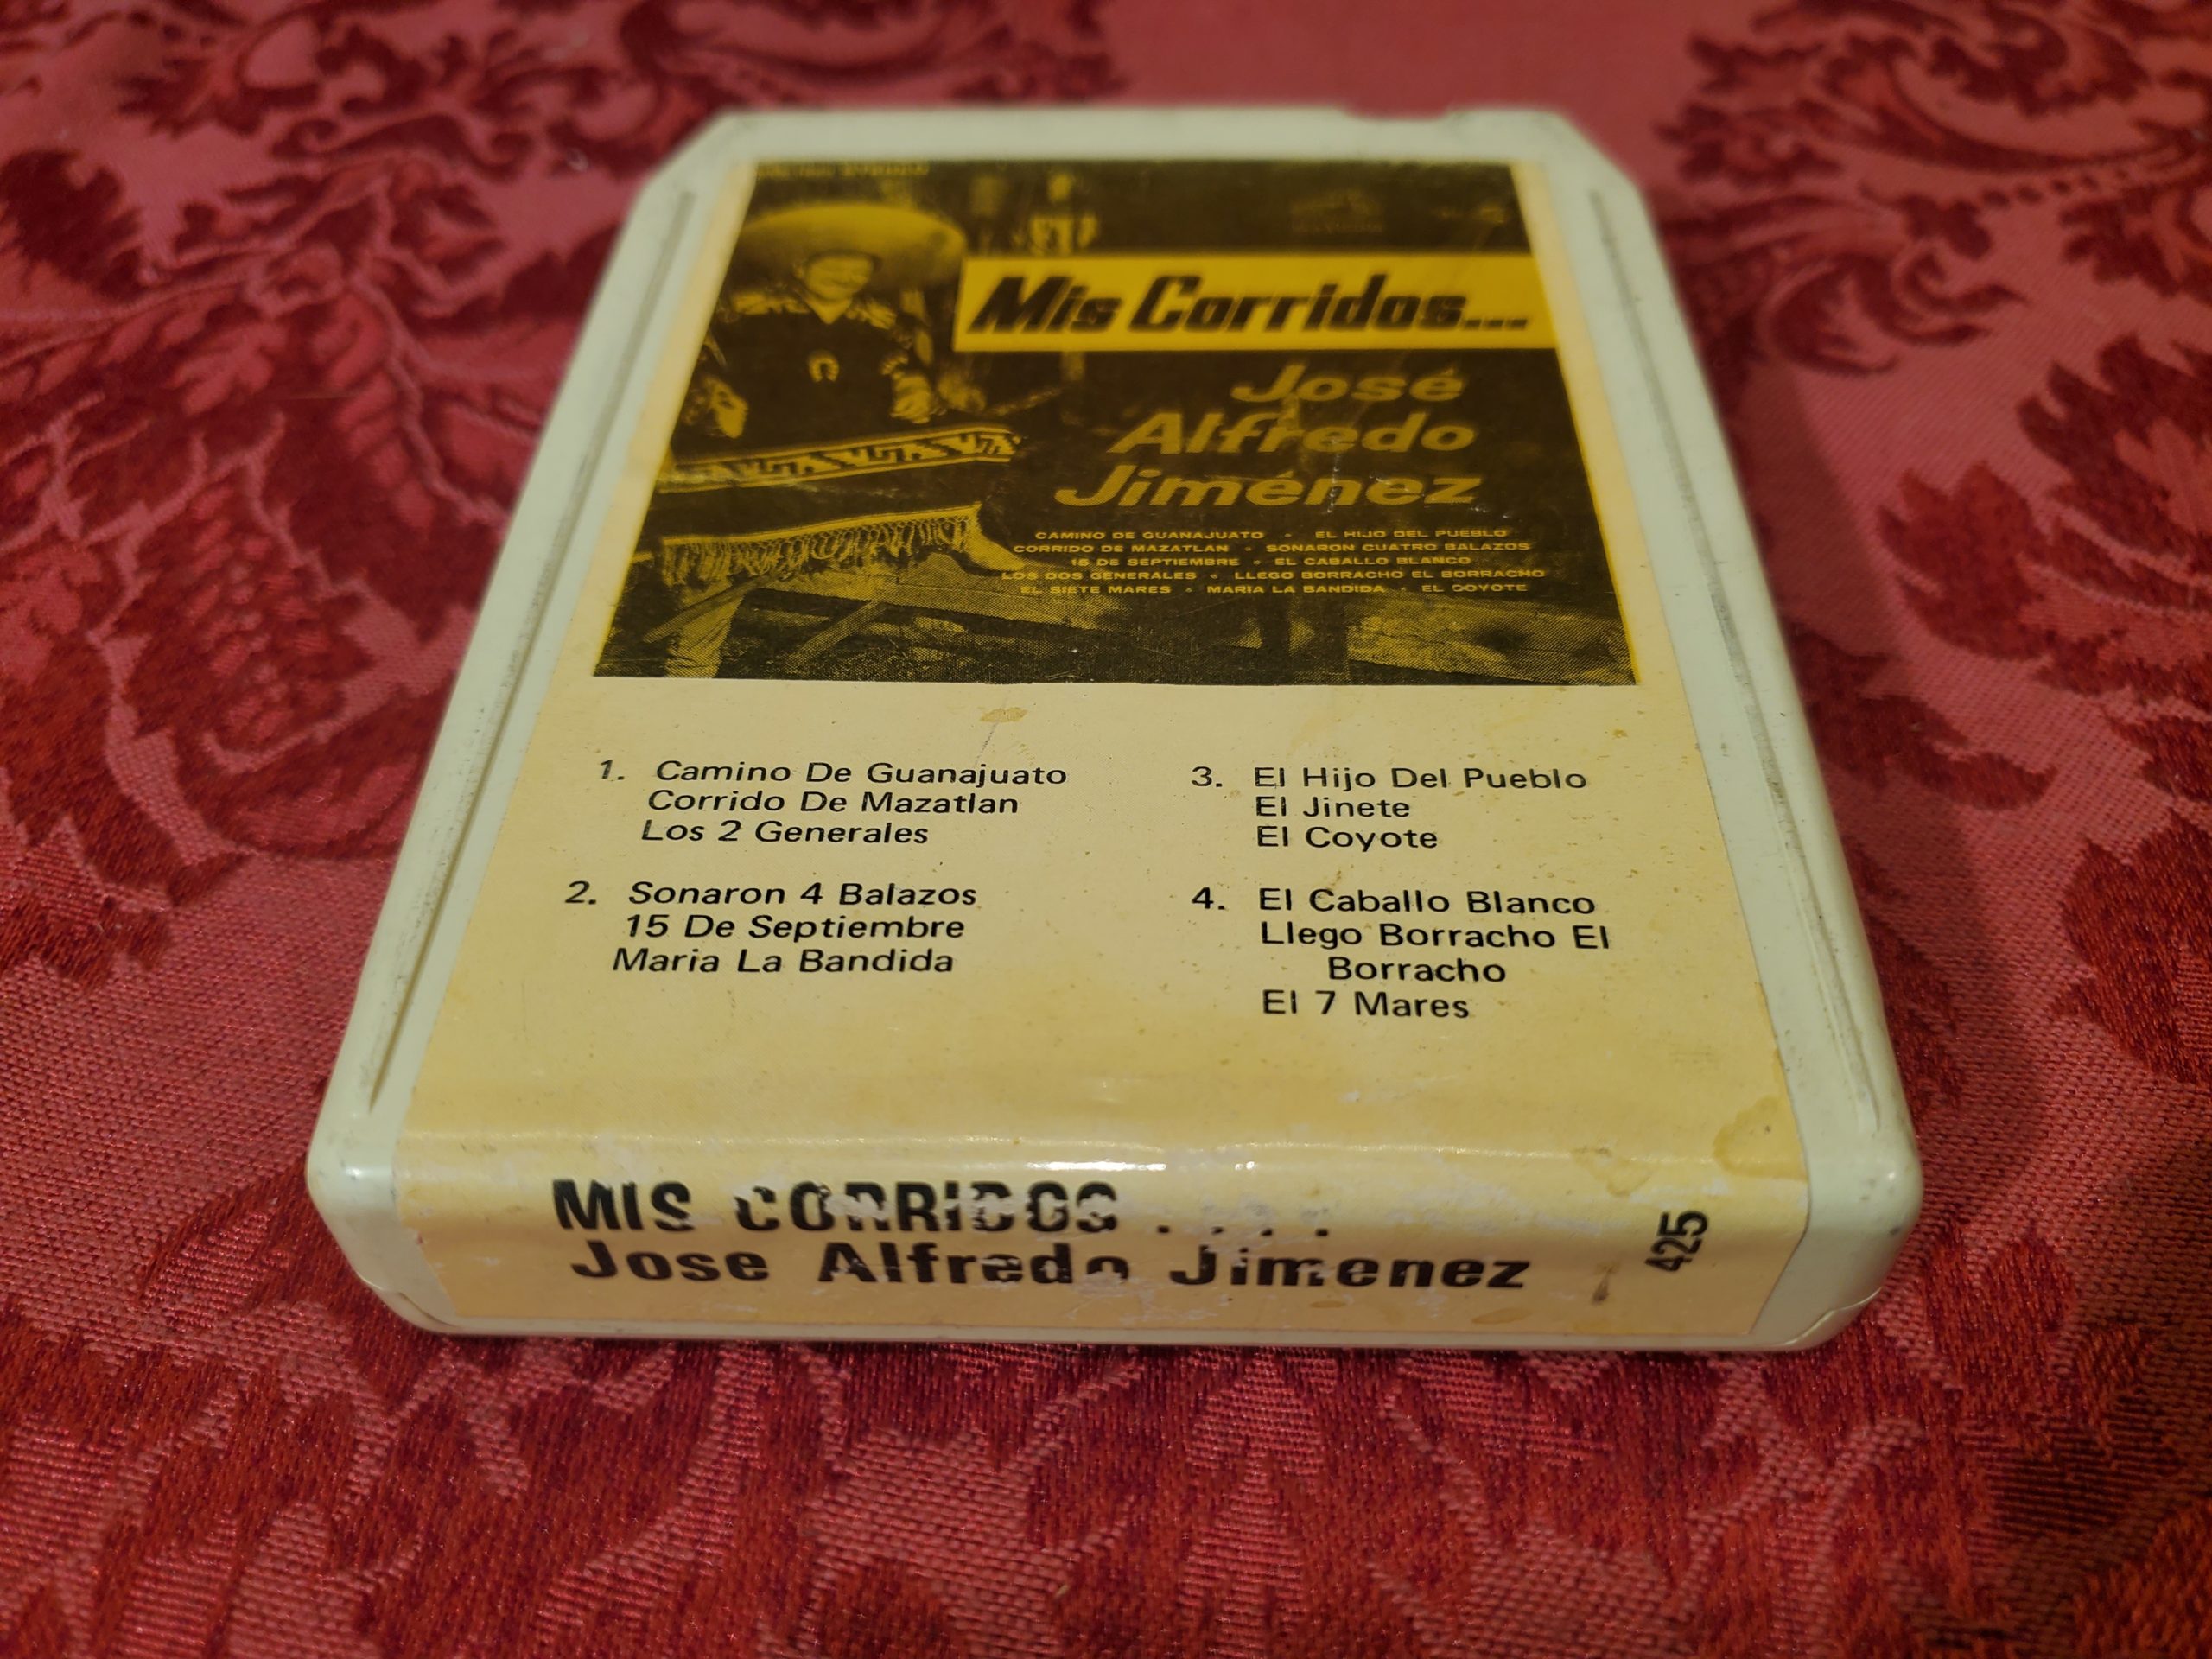 Mis Corridos...
José
Alfredo
Jiménez
CAMINO DE GUANAJUATO • EL HIJO DEL PUEBLO
CORRIDO DE MAZATLAN • SONARON CUATRO BALAZOS
15 DE SEPTIEMBRE • EL CABALLO BLANCO
LOS DOS GENERALES • LLEGO BORRACHO EL BORRACHO
EL SIETE MARES • MARIA LA BANDIDA • EL COYOTE
1. Camino De Guanajuato
Corrido De Mazatlan
Los 2 Generales
2. Sonaron 4 Balazos
15 De Septiembre
Maria La Bandida
3. El Hijo Del Pueblo
El Jinete
El Coyote
4. El Caballo Blanco
Llego Borracho El
Borracho
El 7 Mares
MIS CORRIDOS . . . .
Jose Alfredo Jimenez
425